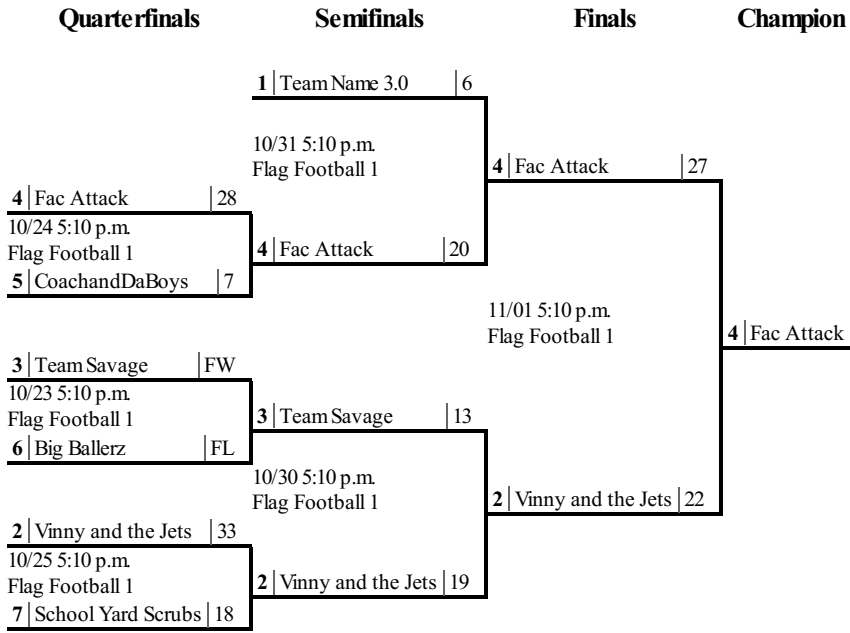 Quarterfinals Semifinals Finals Champion
1 Team Name 3.0 6
10/31 5:10 p.m.
Flag Football 1
4 Fac Attack 27
4 Fac Attack 28
10/24 5:10 p.m.
Flag Football 1
4 Fac Attack 20
5 CoachandDaBoys 7
11/01 5:10 p.m.
Flag Football 1
4 Fac Attack
3 Team Savage FW
10/23 5:10 p.m.
Flag Football 1
3 Team Savage 13
6 Big Ballerz FL
10/30 5:10 p.m.
Flag Football 1
2 Vinny and the Jets 22
2 Vinny and the Jets 33
10/25 5:10 p.m.
Flag Football 1
2 Vinny and the Jets 19
7 School Yard Scrubs 18